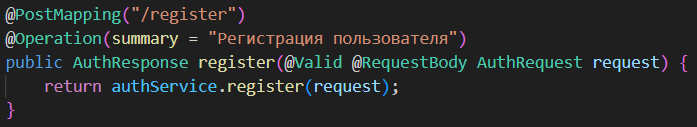 @PostMapping("/register")
@Operation(summary = "Регистрация пользователя")
public AuthResponse register(@Valid @RequestBody AuthRequest request) {
    return authService.register(request);
}